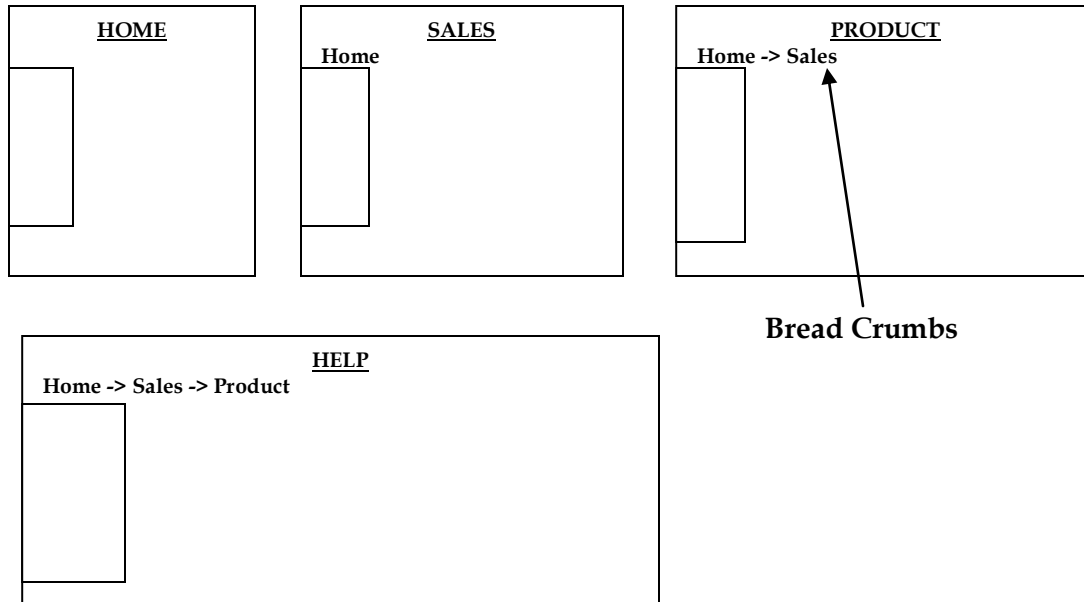 HOME
SALES
Home
PRODUCT
Home -> Sales
Bread Crumbs
HELP
Home -> Sales -> Product